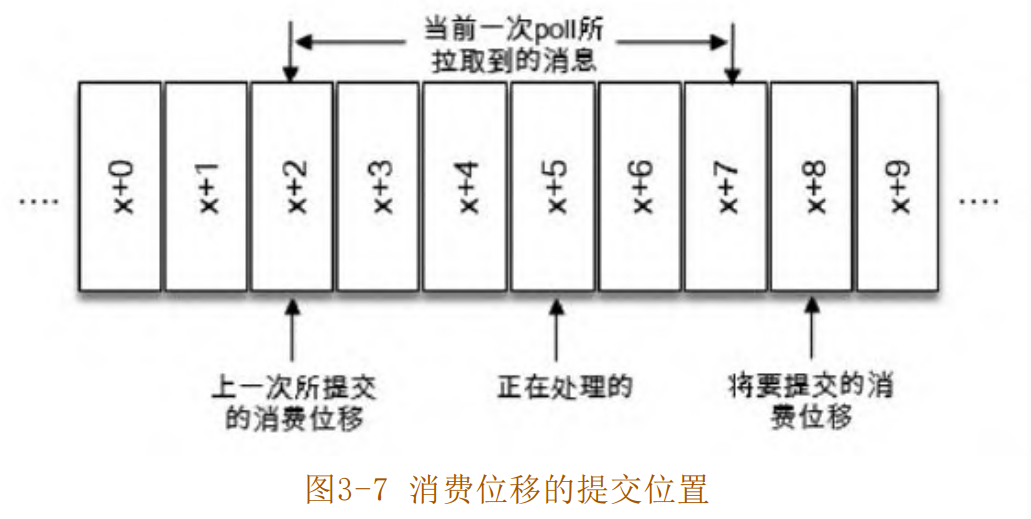 当前一次poll所
拉取到的消息
x+0
x+1
x+2
x+3
x+4
x+5
x+6
x+7
x+8
x+9
....
....
上一次所提交
的消费位移
正在处理的
将要提交的消
费位移
图3-7 消费位移的提交位置